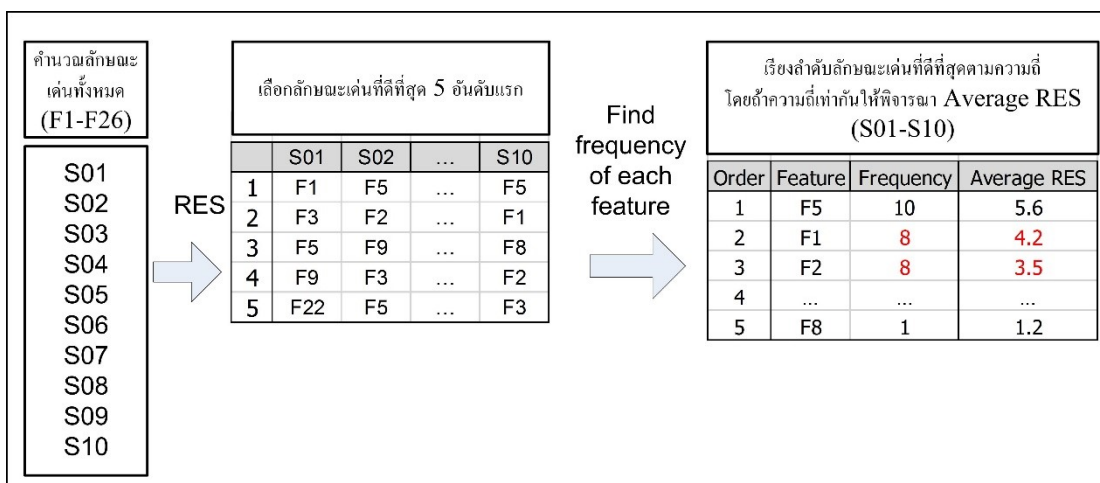 คำนวณลักษณะ
เด่นทั้งหมด
(F1-F26)
S01
S02
S03
S04
S05
S06
S07
S08
S09
S10
RES
เลือกลักษณะเด่นที่ดีที่สุด 5 อันดับแรก
S01 S02 ... S10
1 F1 F5 ... F5
2 F3 F2 ... F1
3 F5 F9 ... F8
4 F9 F3 ... F2
5 F22 F5 ... F3
Find
frequency
of each
feature
เรียงลำดับลักษณะเด่นที่ดีที่สุดตามความถี่
โดยถ้าความถี่เท่ากันให้พิจารณา Average RES
(S01-S10)
Order Feature Frequency Average RES
1 F5 10 5.6
2 F1 8 4.2
3 F2 8 3.5
4 ... ... ...
5 F8 1 1.2